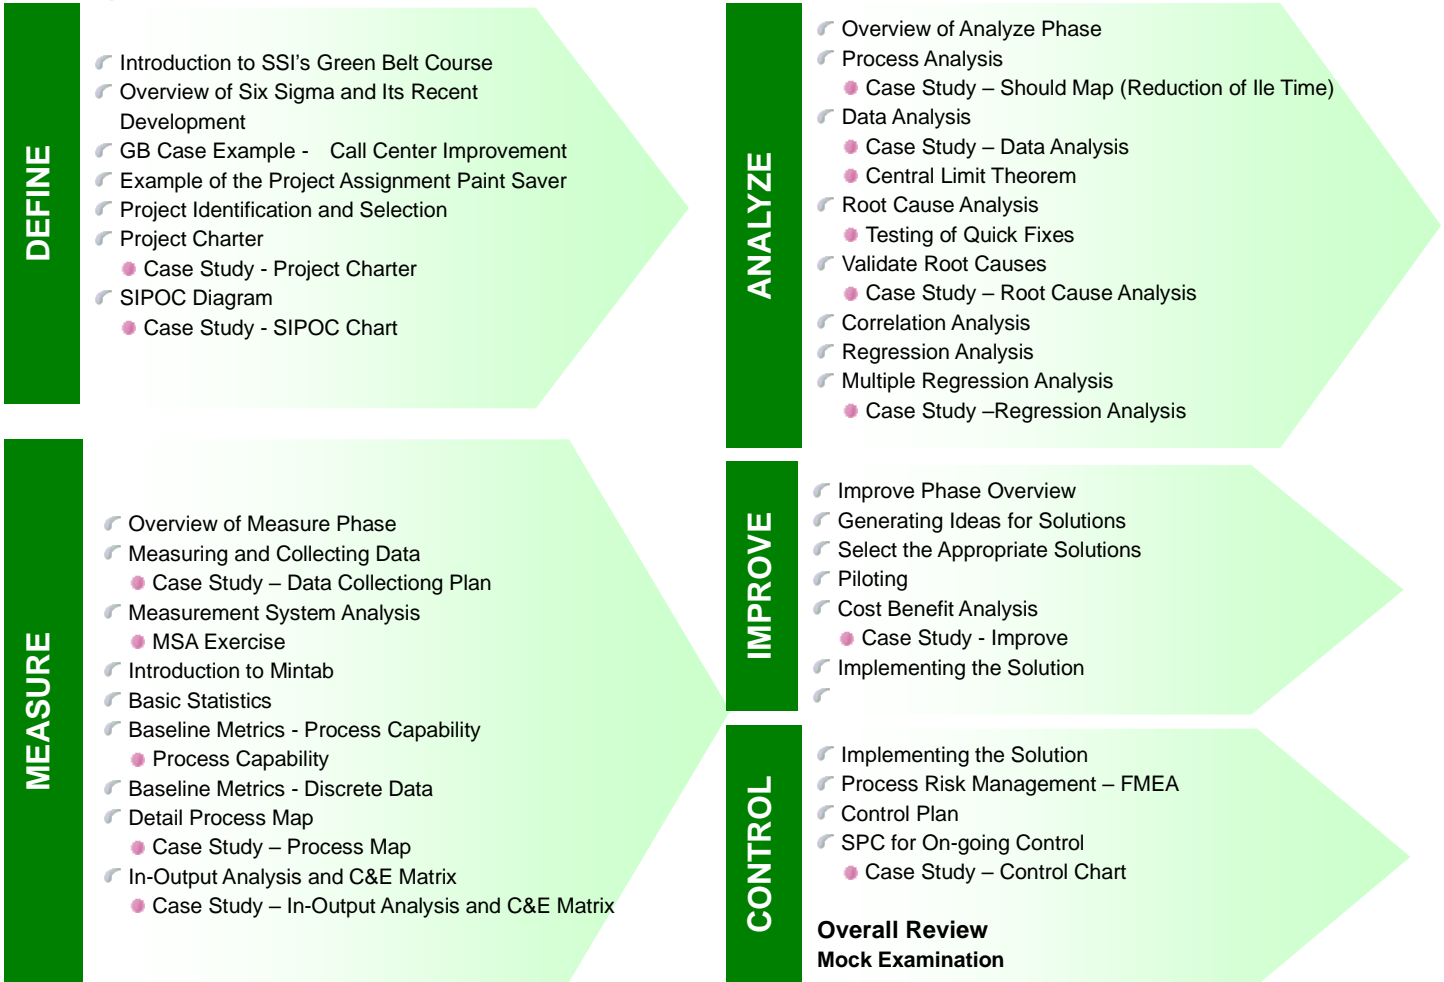 DEFINE
Introduction to SSI's Green Belt Course
Overview of Six Sigma and Its Recent
Development
GB Case Example - Call Center Improvement
Example of the Project Assignment Paint Saver
Project Identification and Selection
Project Charter
Case Study - Project Charter
SIPOC Diagram
Case Study - SIPOC Chart
MEASURE
Overview of Measure Phase
Measuring and Collecting Data
Case Study – Data Collectiong Plan
Measurement System Analysis
MSA Exercise
Introduction to Mintab
Basic Statistics
Baseline Metrics - Process Capability
Process Capability
Baseline Metrics - Discrete Data
Detail Process Map
Case Study – Process Map
In-Output Analysis and C&E Matrix
Case Study – In-Output Analysis and C&E Matrix
ANALYZE
Overview of Analyze Phase
Process Analysis
Case Study – Should Map (Reduction of Ile Time)
Data Analysis
Case Study – Data Analysis
Central Limit Theorem
Root Cause Analysis
Testing of Quick Fixes
Validate Root Causes
Case Study – Root Cause Analysis
Correlation Analysis
Regression Analysis
Multiple Regression Analysis
Case Study –Regression Analysis
IMPROVE
Improve Phase Overview
Generating Ideas for Solutions
Select the Appropriate Solutions
Piloting
Cost Benefit Analysis
Case Study - Improve
Implementing the Solution
CONTROL
Implementing the Solution
Process Risk Management – FMEA
Control Plan
SPC for On-going Control
Case Study – Control Chart
Overall Review
Mock Examination